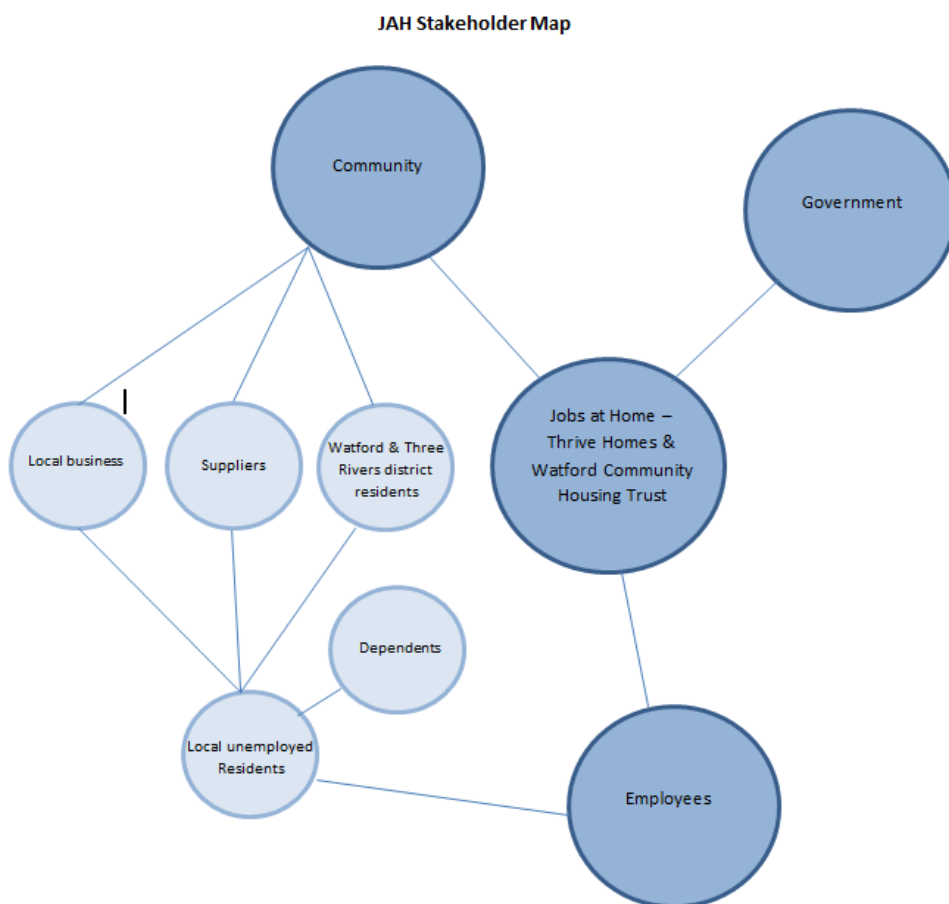 JAH Stakeholder Map
Community
Government
Jobs at Home –
Thrive Homes &
Watford Community
Housing Trust
Local business
Suppliers
Watford & Three
Rivers district
residents
Dependents
Local unemployed
Residents
Employees